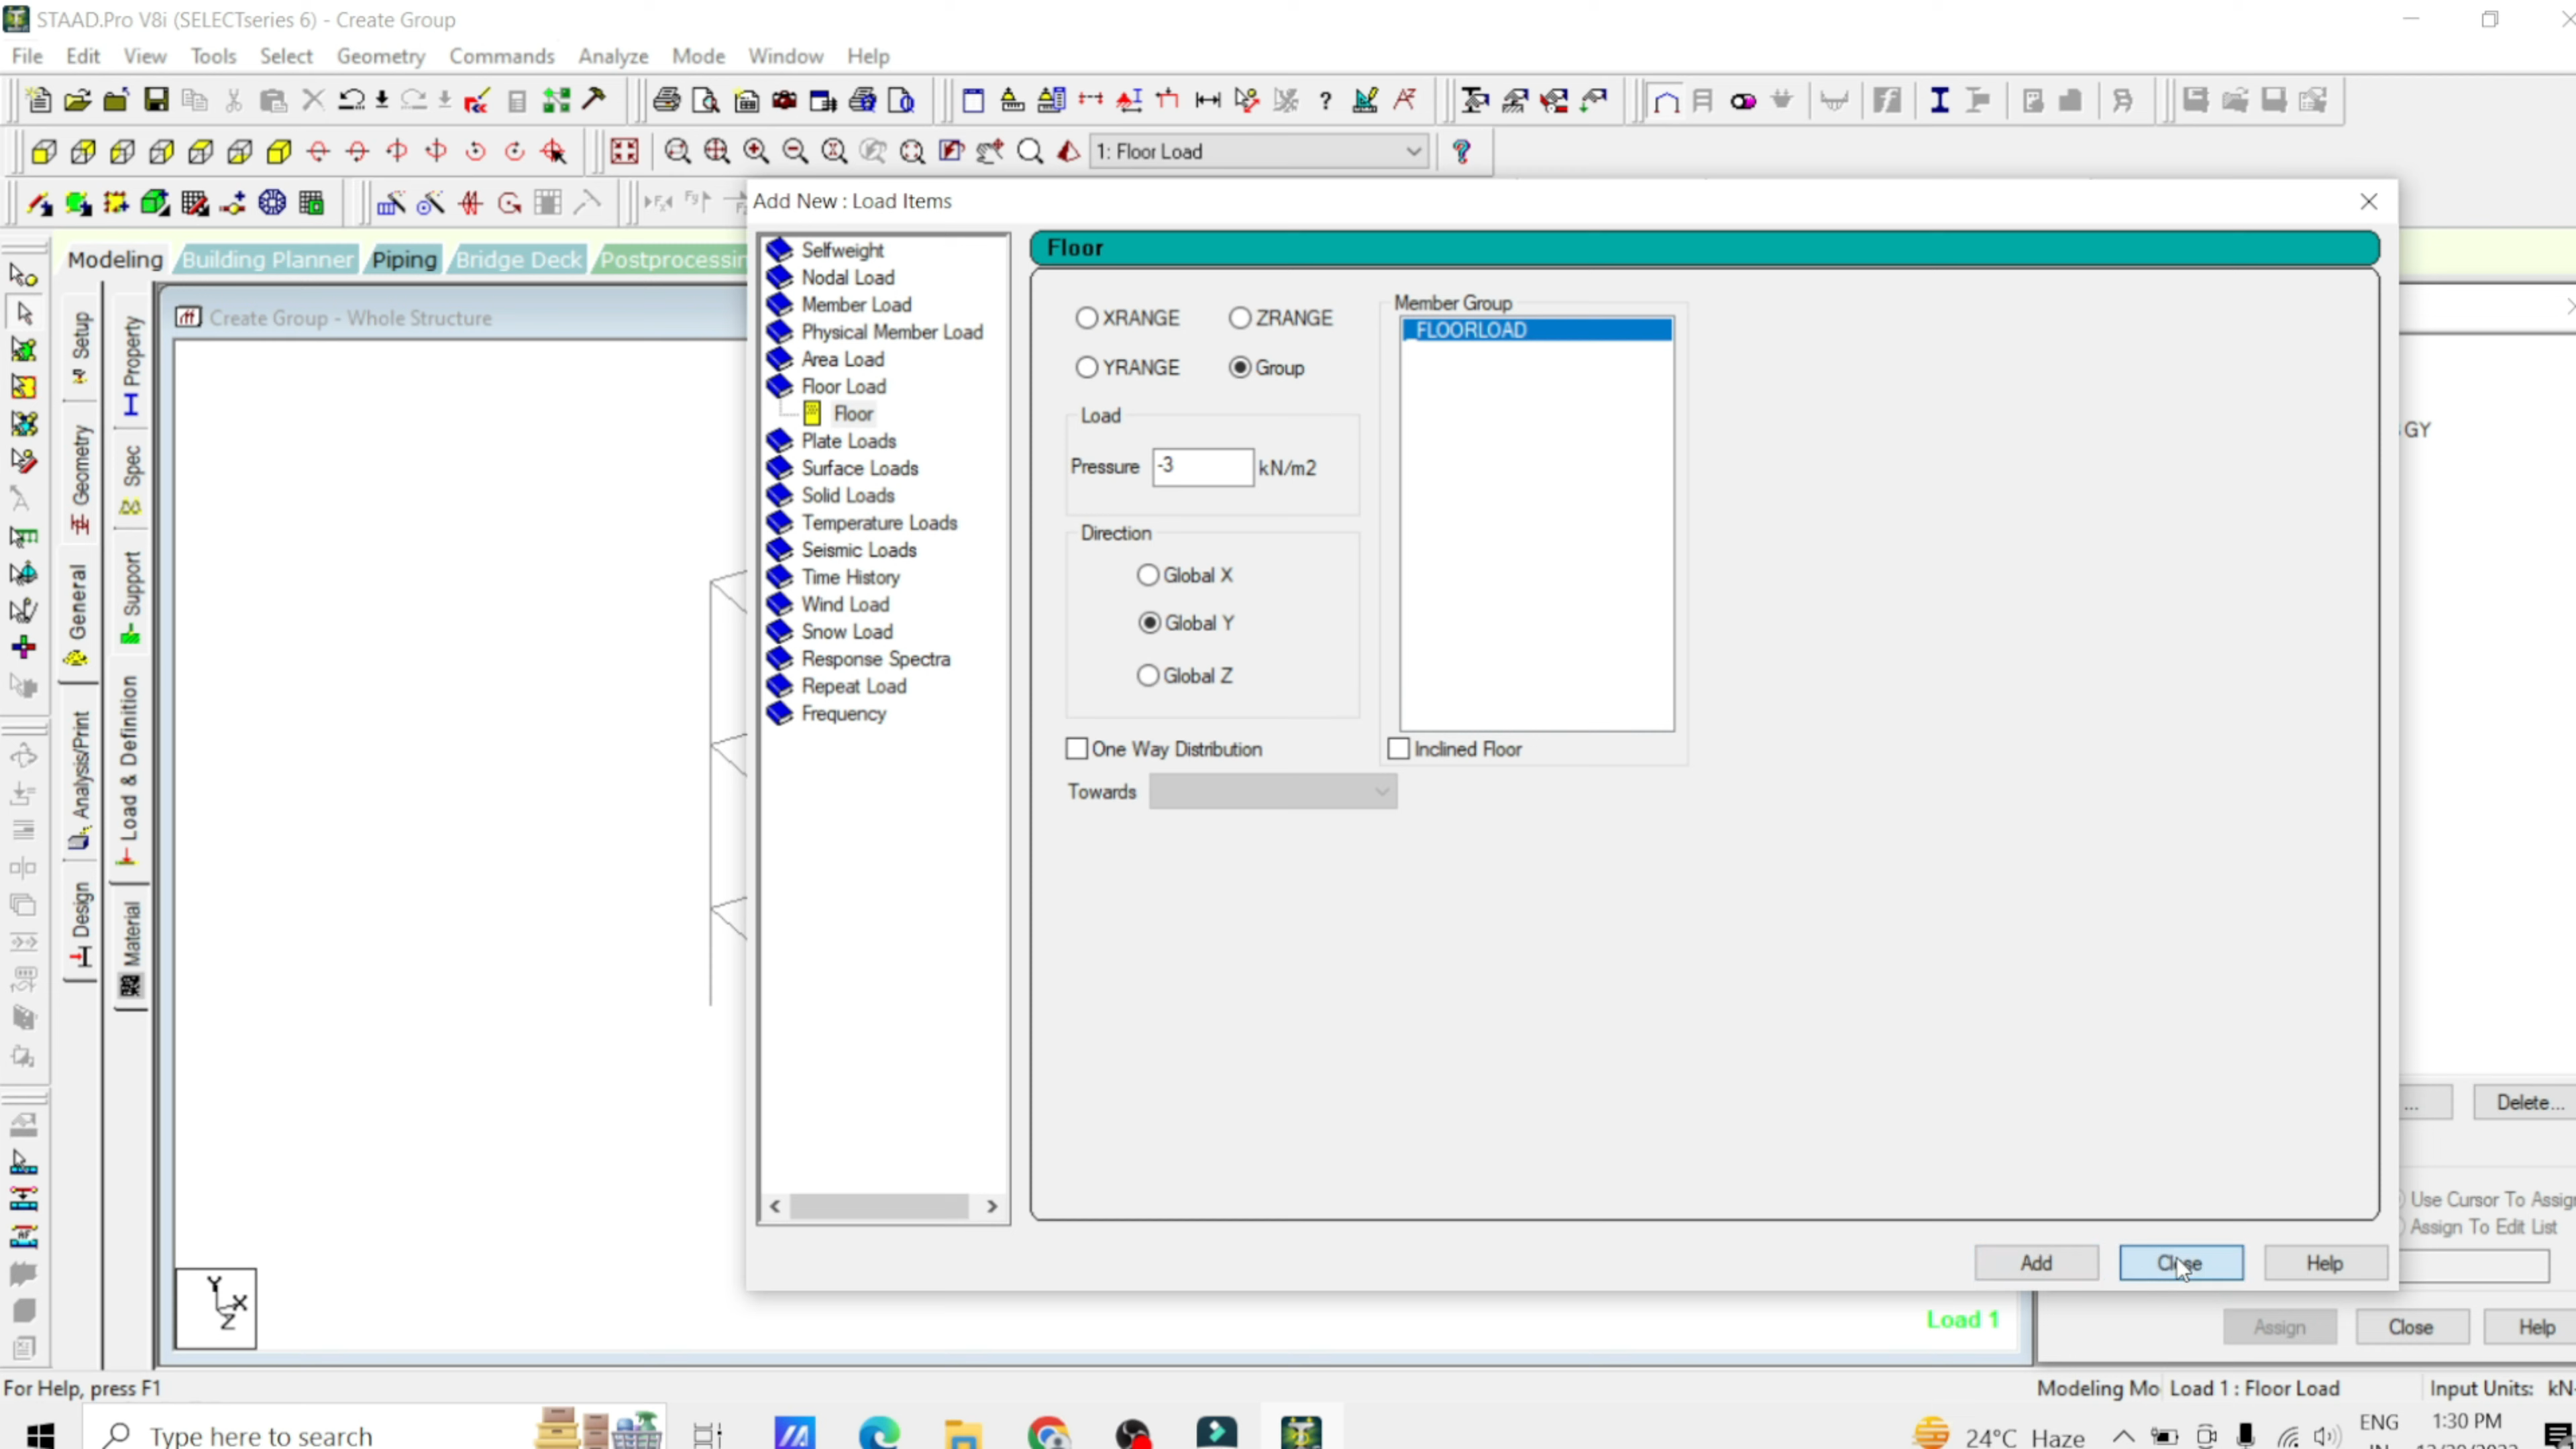 STAAD.Pro V8i (SELECTseries 6) - Create Group
File Edit View Tools Select Geometry Commands Analyze Mode Window Help
1: Floor Load
Add New : Load Items
Modeling Building Planner Piping Bridge Deck
Create Group - Whole Structure
Setup
Geometry
General
Analysis/Print
Design
Property
Spec
Support
Load & Definition
Material
Selfweight
Nodal Load
Member Load
Physical Member Load
Area Load
Floor Load
Floor
Plate Loads
Surface Loads
Solid Loads
Temperature Loads
Seismic Loads
Time History
Wind Load
Snow Load
Response Spectra
Repeat Load
Frequency
Floor
XRANGE ZRANGE
YRANGE Group
Load
Pressure -3 kN/m2
Direction
Global X
Global Y
Global Z
One Way Distribution
Towards
Member Group
_FLOORLOAD
Inclined Floor
GY
... Delete...
Use Cursor To Assign
Assign To Edit List
Add Close Help
Assign Close Help
Y
X
Z
Load 1
For Help, press F1
Modeling Mo Load 1 : Floor Load Input Units: kN-
Type here to search
24°C Haze
ENG
1:30 PM